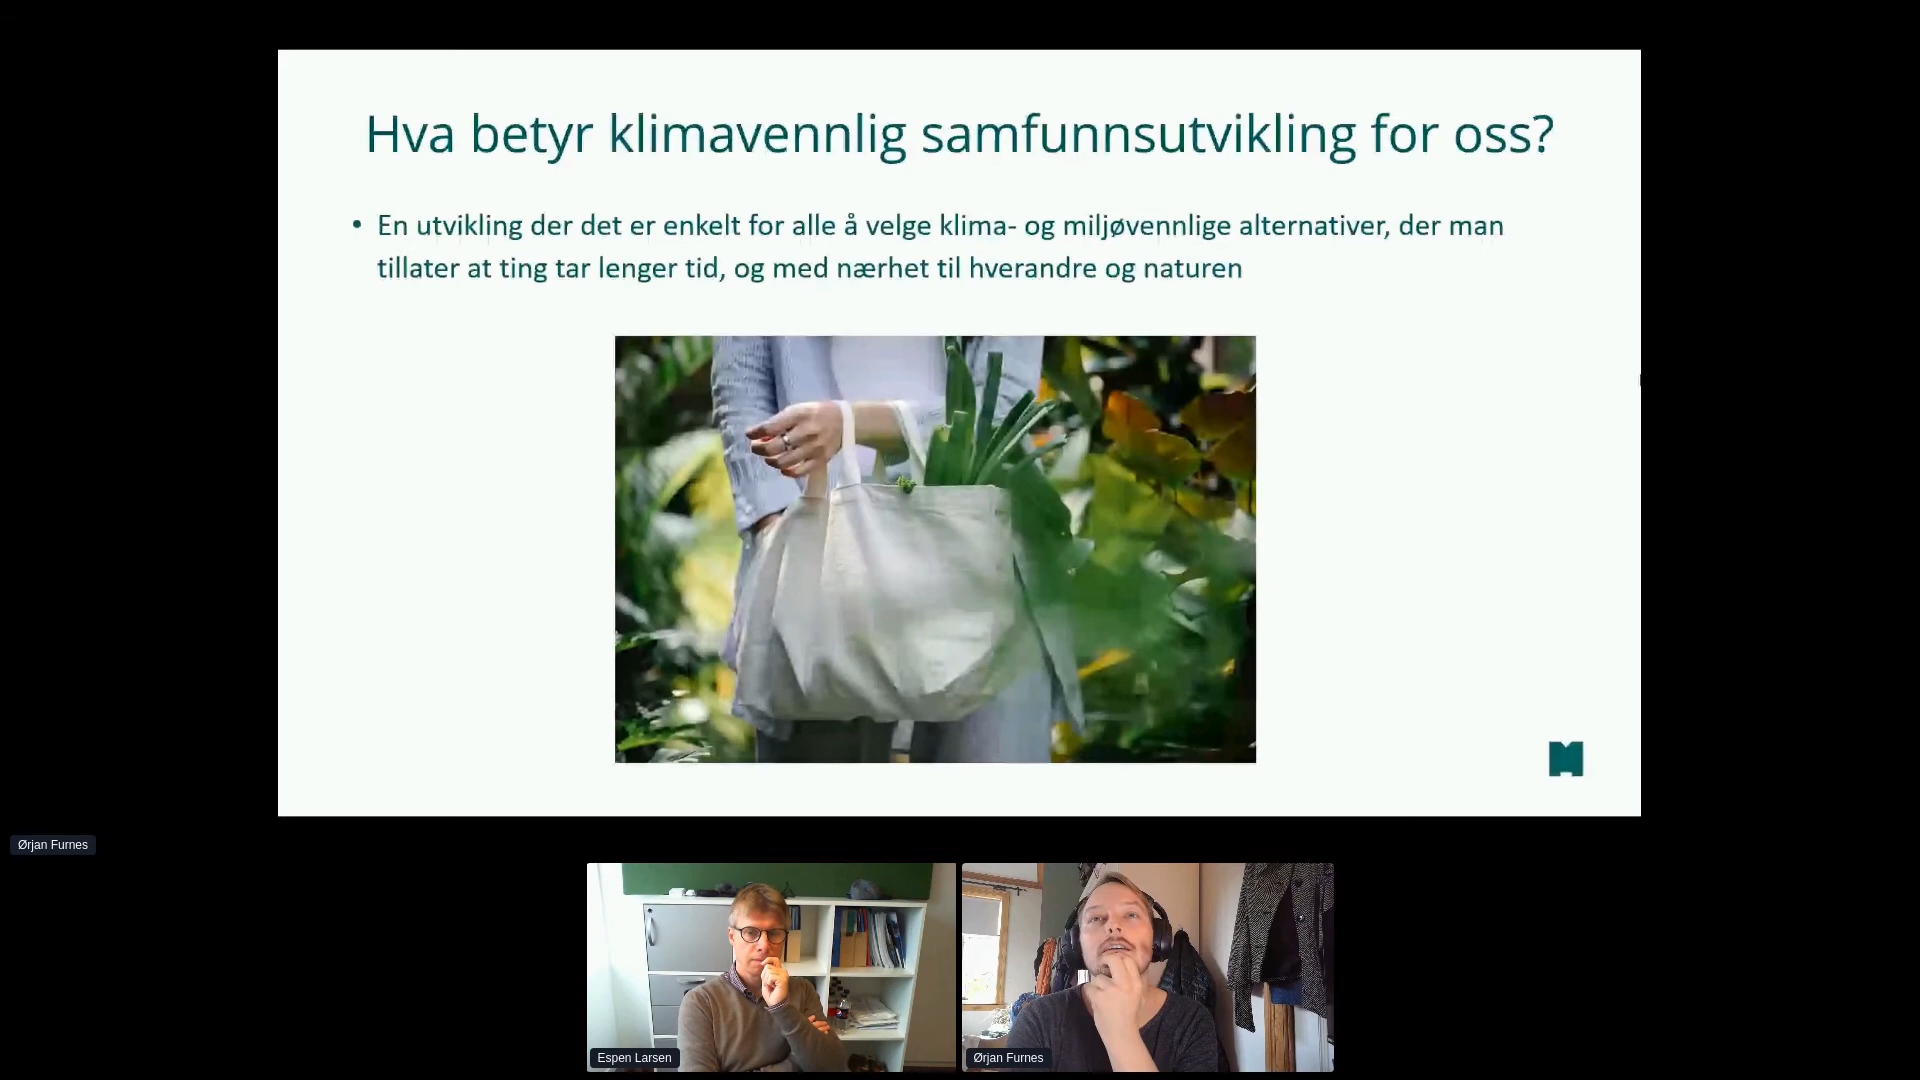 Hva betyr klimavennlig samfunnsutvikling for oss?
• En utvikling der det er enkelt for alle å velge klima- og miljøvennlige alternativer, der man
tillater at ting tar lenger tid, og med nærhet til hverandre og naturen
Ørjan Furnes
Espen Larsen
Ørjan Furnes